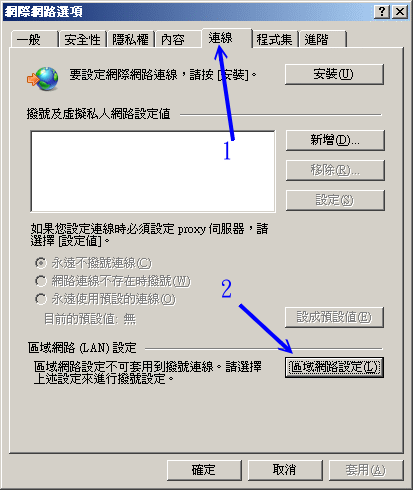 網際網路選項
一般 安全性 隱私權 內容 連線 程式集 進階
要設定網際網路連線，請按 [安裝]。 安裝(U)
撥號及虛擬私人網路設定值
1
新增(D)...
移除(R)...
設定(S)
如果您設定連線時必須設定 proxy 伺服器，請
選擇 [設定值]。
永遠不撥號連線(C)
網路連線不存在時撥號(W)
永遠使用預設的連線(O)
2
目前的預設值: 無 設成預設值(E)
區域網路 (LAN) 設定
區域網路設定不可套用到撥號連線。請選擇
上述設定來進行撥號設定。
區域網路設定(L)
確定 取消 套用(A)